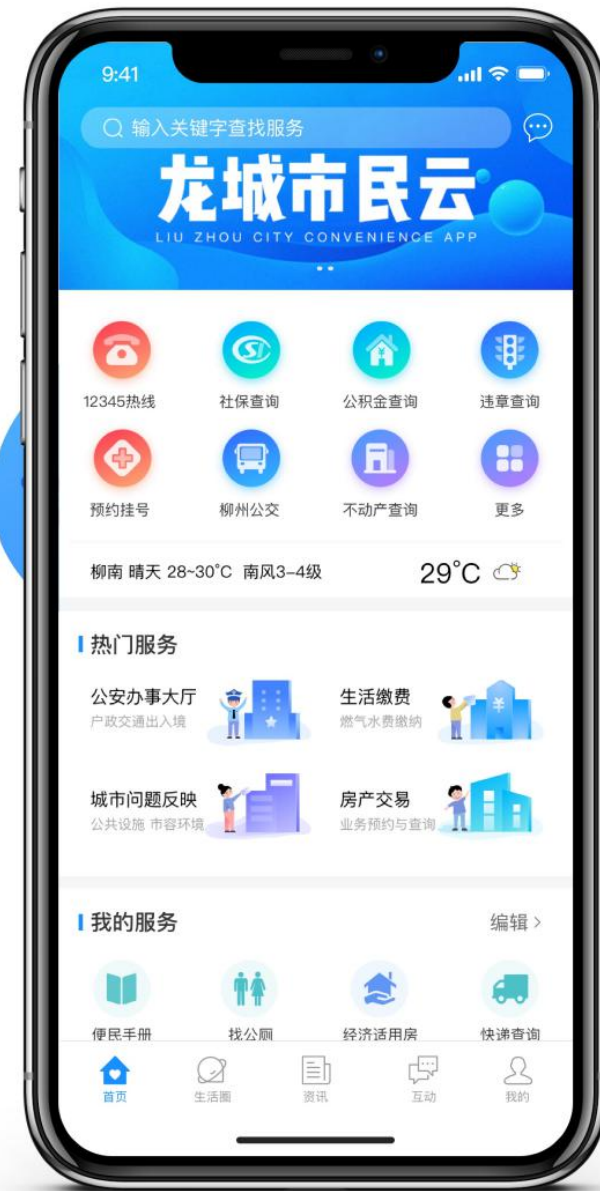 9:41
输入关键字查找服务
龙城市民云
LIU ZHOU CITY CONVENIENCE APP
12345热线 社保查询 公积金查询 违章查询
预约挂号 柳州公交 不动产查询 更多
柳南 晴天 28~30°C 南风3-4级 29°C
热门服务
公安办事大厅 生活缴费
户政交通出入境 燃气水费缴纳
城市问题反映 房产交易
公共设施 市容环境 业务预约与查询
我的服务 编辑 >
便民手册 找公厕 经济适用房 快递查询
首页 生活圈 资讯 互动 我的